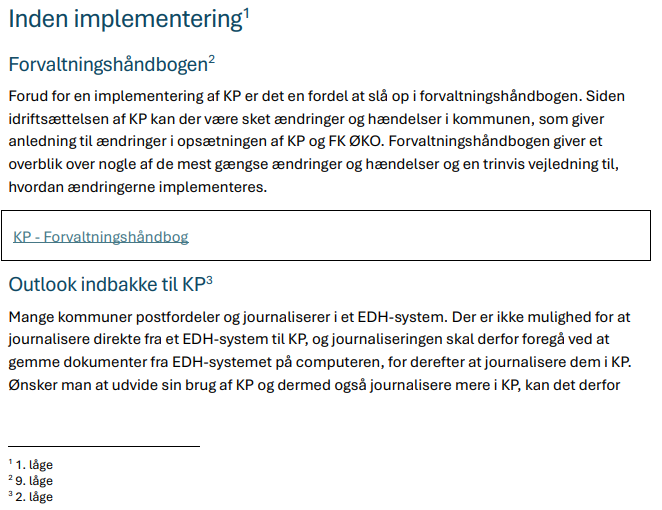 Inden implementering¹
Forvaltningshåndbogen²
Forud for en implementering af KP er det en fordel at slå op i forvaltningshåndbogen. Siden
idriftsættelsen af KP kan der være sket ændringer og hændelser i kommunen, som giver
anledning til ændringer i opsætningen af KP og FK ØKO. Forvaltningshåndbogen giver et
overblik over nogle af de mest gængse ændringer og hændelser og en trinvis vejledning til,
hvordan ændringerne implementeres.
KP - Forvaltningshåndbog
Outlook indbakke til KP³
Mange kommuner postfordeler og journaliserer i et EDH-system. Der er ikke mulighed for at
journalisere direkte fra et EDH-system til KP, og journaliseringen skal derfor foregå ved at
gemme dokumenter fra EDH-systemet på computeren, for derefter at journalisere dem i KP.
Ønsker man at udvide sin brug af KP og dermed også journalisere mere i KP, kan det derfor
¹ 1. låge
² 9. låge
³ 2. låge